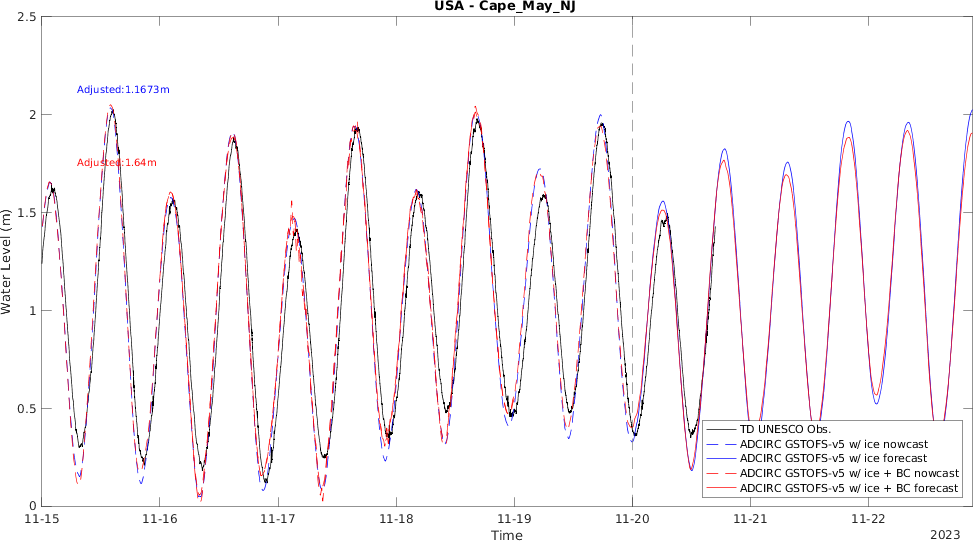 USA - Cape_May_NJ
2.5
2
1.5
1
0.5
0
Water Level (m)
Adjusted:1.1673m
Adjusted:1.64m
TD UNESCO Obs.
ADCIRC GSTOFS-v5 w/ ice nowcast
ADCIRC GSTOFS-v5 w/ ice forecast
ADCIRC GSTOFS-v5 w/ ice + BC nowcast
ADCIRC GSTOFS-v5 w/ ice + BC forecast
11-15 11-16 11-17 11-18 11-19 11-20 11-21 11-22
Time
2023